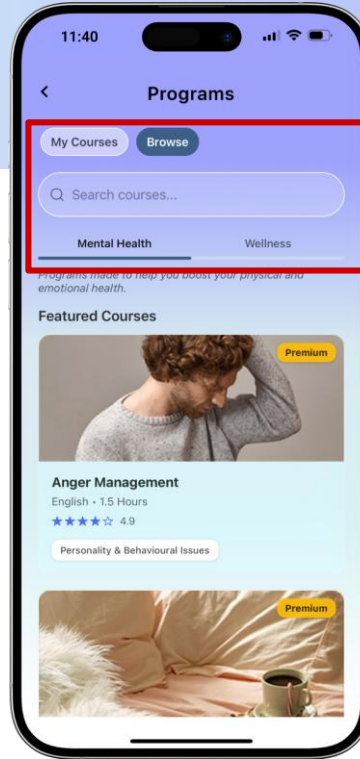 11:40
Programs
My Courses Browse
Search courses...
Mental Health Wellness
Programs made to help you boost your physical and
emotional health.
Featured Courses
Premium
Anger Management
English • 1.5 Hours
4.9
Personality & Behavioural Issues
Premium